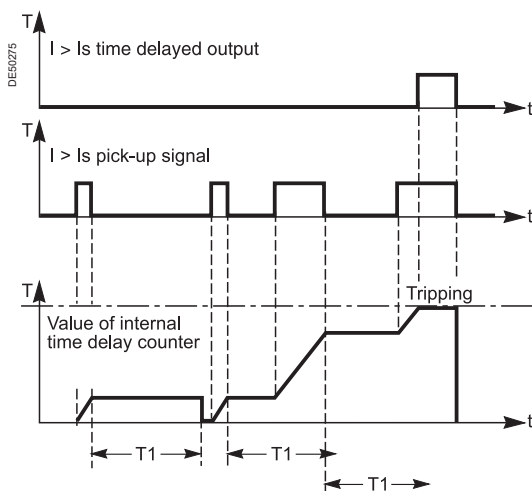 T
DE50275
I > Is time delayed output
t
T
I > Is pick-up signal
t
T
Tripping
Value of internal
time delay counter
t
T1
T1
T1